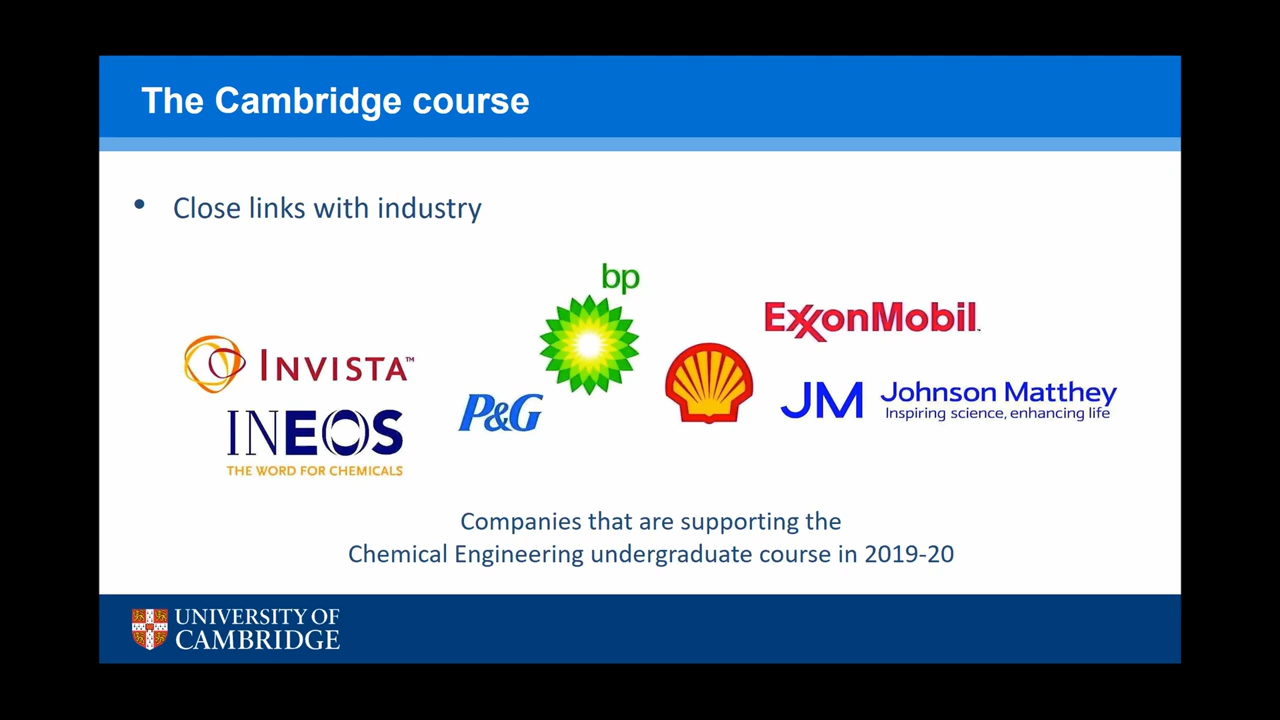 The Cambridge course
• Close links with industry
bp
ExxonMobil
INVISTA™
P&G
JM Johnson Matthey
Inspiring science, enhancing life
INEOS
THE WORD FOR CHEMICALS
Companies that are supporting the
Chemical Engineering undergraduate course in 2019-20
UNIVERSITY OF
CAMBRIDGE